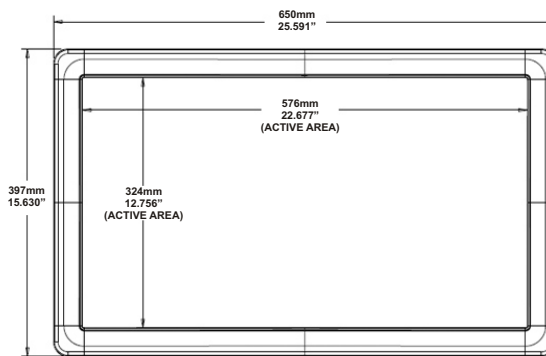 650mm
25.591”
576mm
22.677”
(ACTIVE AREA)
397mm
15.630”
324mm
12.756”
(ACTIVE AREA)